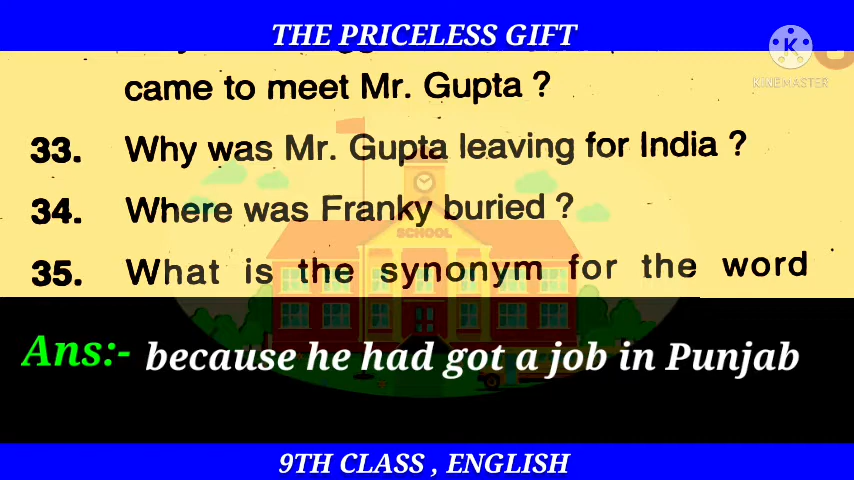 THE PRICELESS GIFT
K
KINEMASTER
came to meet Mr. Gupta ?
33. Why was Mr. Gupta leaving for India ?
34. Where was Franky buried ?
SCHOOL
35. What is the synonym for the word
Ans:- because he had got a job in Punjab
9TH CLASS , ENGLISH